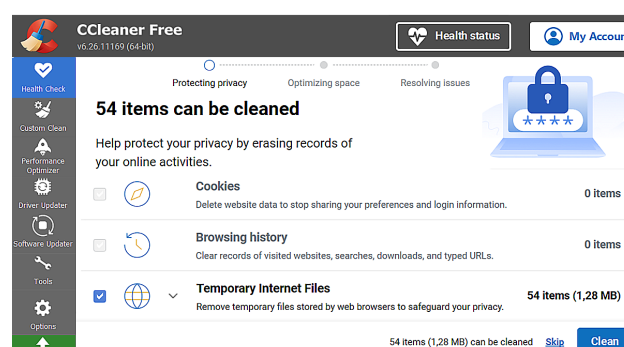 CCleaner Free
v6.26.11169 (64-bit)
Health status
My Accoun
Health Check
Custom Clean
Performance
Optimizer
Driver Updater
Software Updater
Tools
Options
Protecting privacy
Optimizing space
Resolving issues
54 items can be cleaned
Help protect your privacy by erasing records of
your online activities.
****
Cookies
0 items
Delete website data to stop sharing your preferences and login information.
Browsing history
0 items
Clear records of visited websites, searches, downloads, and typed URLs.
Temporary Internet Files
54 items (1,28 MB)
Remove temporary files stored by web browsers to safeguard your privacy.
54 items (1,28 MB) can be cleaned Skip Clean